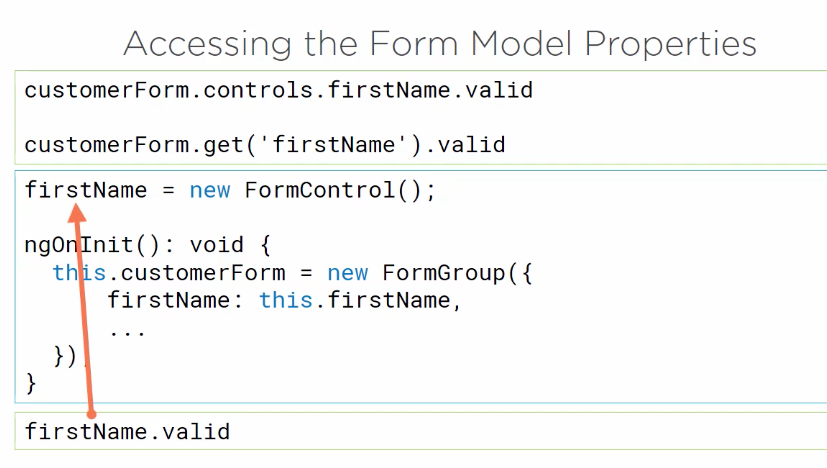 Accessing the Form Model Properties
customerForm.controls.firstName.valid
customerForm.get('firstName').valid
firstName = new FormControl();
ngOnInit(): void {
this.customerForm = new FormGroup({
firstName: this.firstName,
...
});
}
firstName.valid